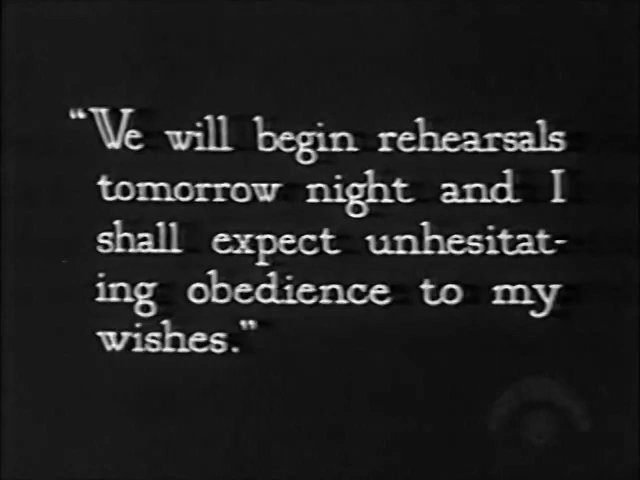 “We will begin rehearsals
tomorrow night and I
shall expect unhesitat-
ing obedience to my
wishes.”